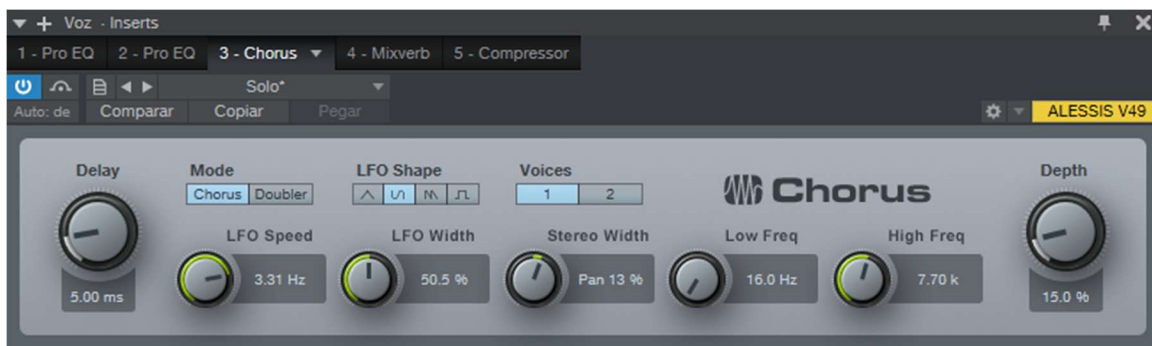 Voz - Inserts
1 - Pro EQ 2 - Pro EQ 3 - Chorus 4 - Mixverb 5 - Compressor
Solo*
Auto: de Comparar Copiar Pegar ALESSIS V49
Delay Mode LFO Shape Voices Chorus Depth
Chorus Doubler 1 2
LFO Speed LFO Width Stereo Width Low Freq High Freq
5.00 ms 3.31 Hz 50.5 % Pan 13 % 16.0 Hz 7.70 k 15.0 %